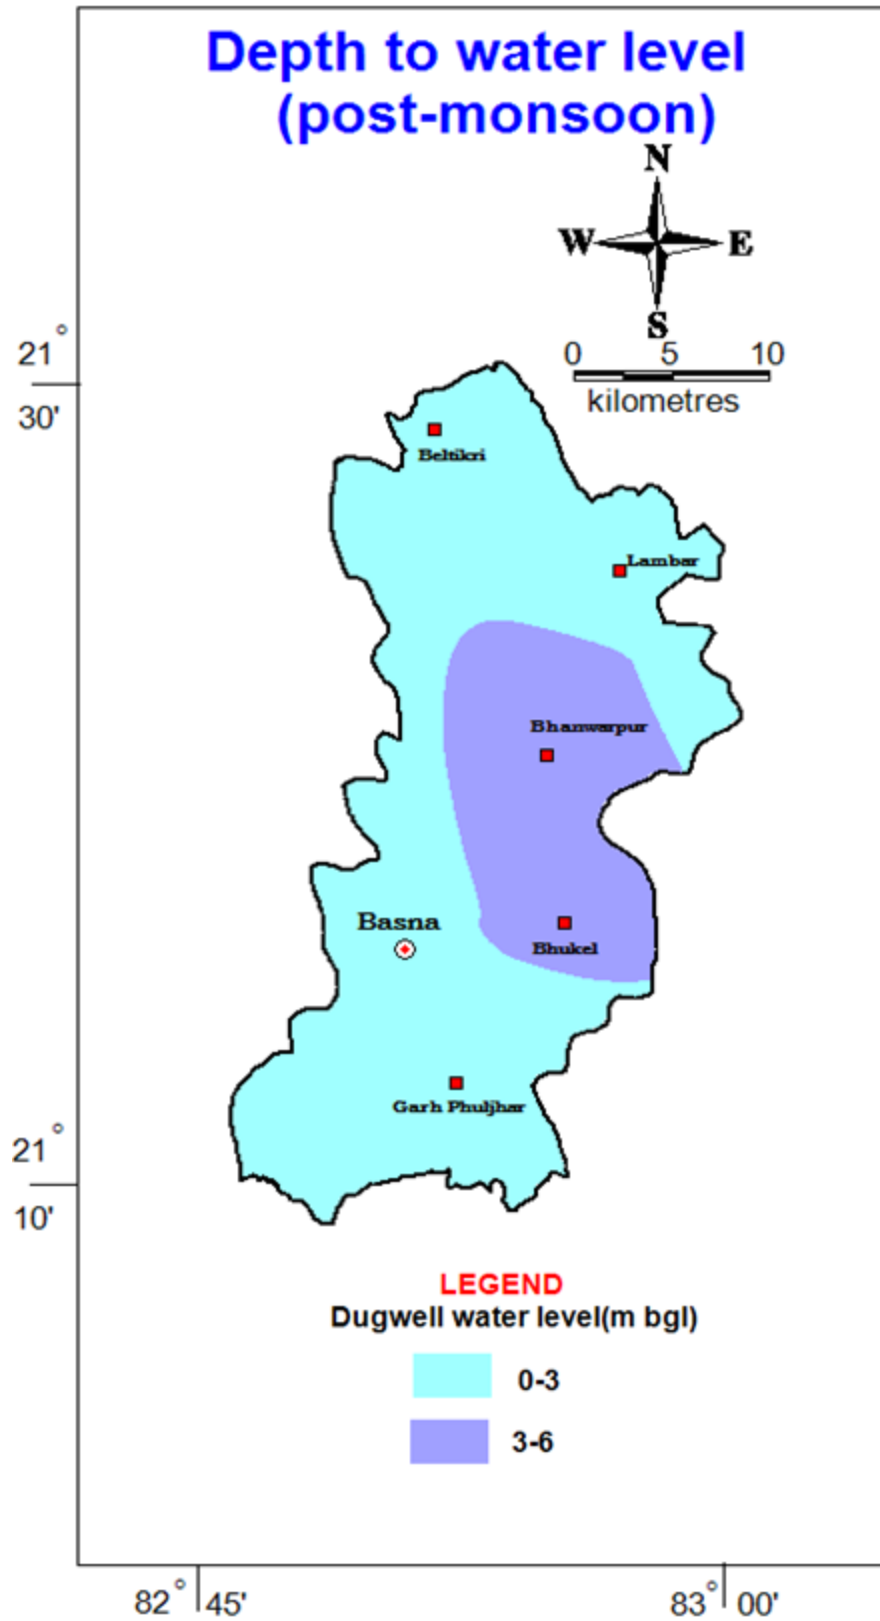 Depth to water level
(post-monsoon)
N
W E
S
0 5 10
kilometres
21°
30'
Beltikri
Lambar
Bhanwarpur
Basna
Bhukel
Garh Phuljhar
21°
10'
LEGEND
Dugwell water level(m bgl)
0-3
3-6
82° 45' 83° 00'